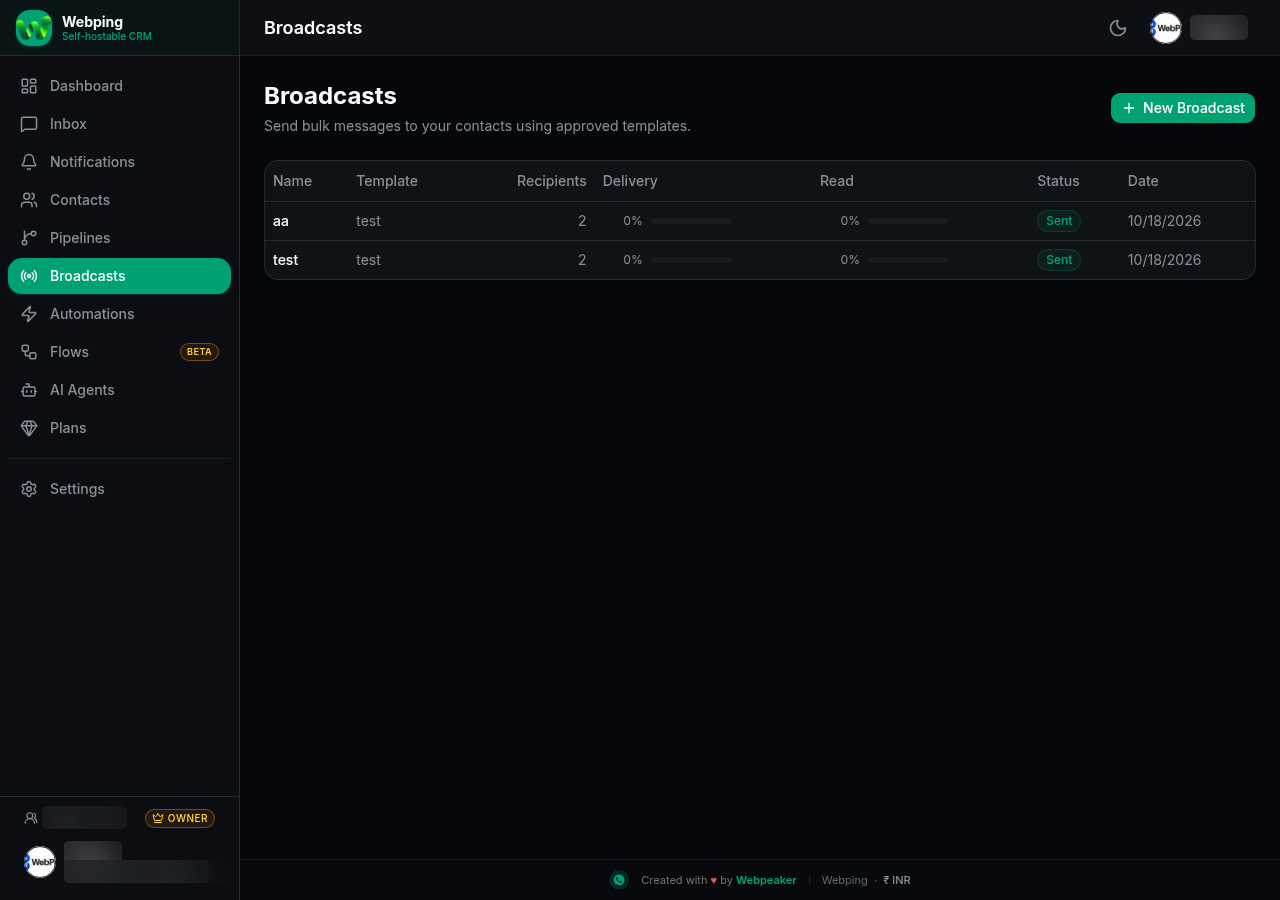 Webping
Self-hostable CRM
Broadcasts
WebP
Dashboard
Inbox
Notifications
Contacts
Pipelines
Broadcasts
Automations
Flows BETA
AI Agents
Plans
Settings
Broadcasts
Send bulk messages to your contacts using approved templates.
New Broadcast
Name Template Recipients Delivery Read Status Date
aa test 2 0% 0% Sent 10/18/2026
test test 2 0% 0% Sent 10/18/2026
OWNER
WebP
Created with ♥ by Webpeaker Webping · ₹ INR